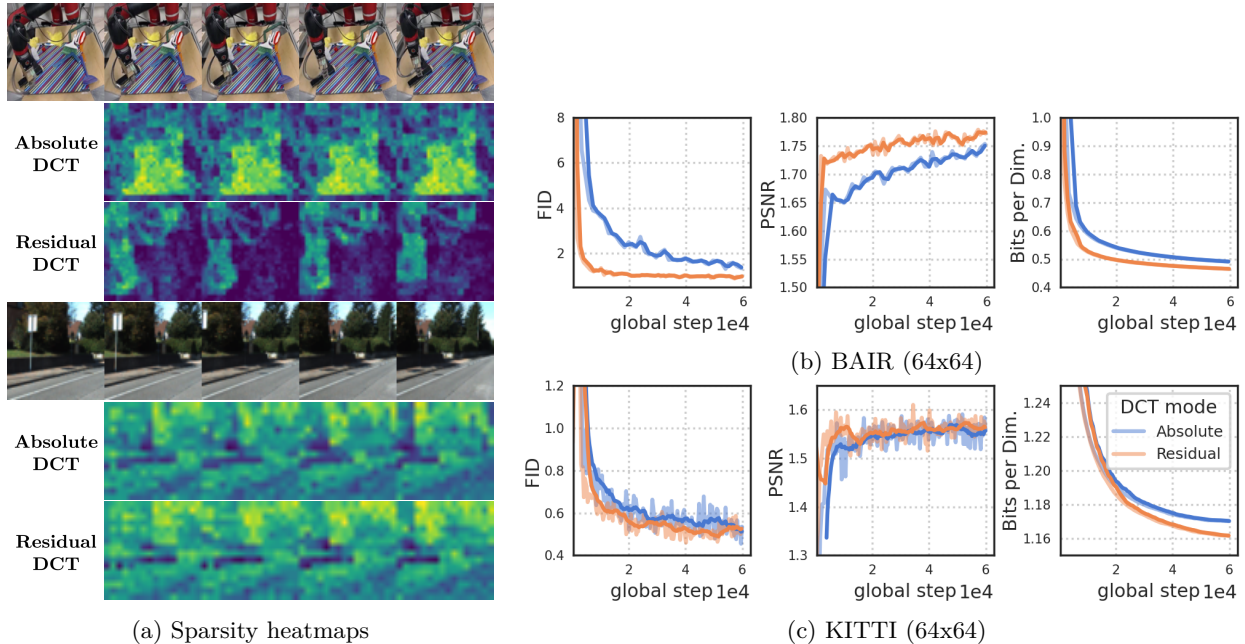 Absolute
DCT
Residual
DCT
Absolute
DCT
Residual
DCT
(a) Sparsity heatmaps
FID
8
6
4
2
2
4
6
global step 1e4
PSNR
1.80
1.75
1.70
1.65
1.60
1.55
1.50
2
4
6
global step 1e4
Bits per Dim.
1.0
0.9
0.8
0.7
0.6
0.5
0.4
2
4
6
global step 1e4
(b) BAIR (64x64)
FID
1.2
1.0
0.8
0.6
0.4
2
4
6
global step 1e4
PSNR
1.6
1.5
1.4
1.3
2
4
6
global step 1e4
Bits per Dim.
1.24
1.22
1.20
1.18
1.16
DCT mode
Absolute
Residual
2
4
6
global step 1e4
(c) KITTI (64x64)